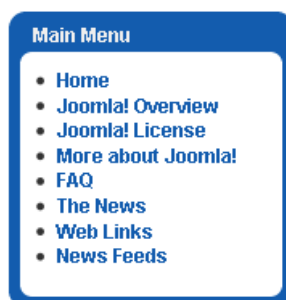 Main Menu
Home
Joomla! Overview
Joomla! License
More about Joomla!
FAQ
The News
Web Links
News Feeds